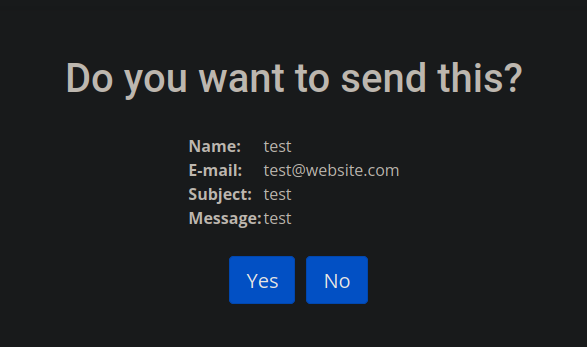 Do you want to send this?
Name: test
E-mail: test@website.com
Subject: test
Message: test
Yes No